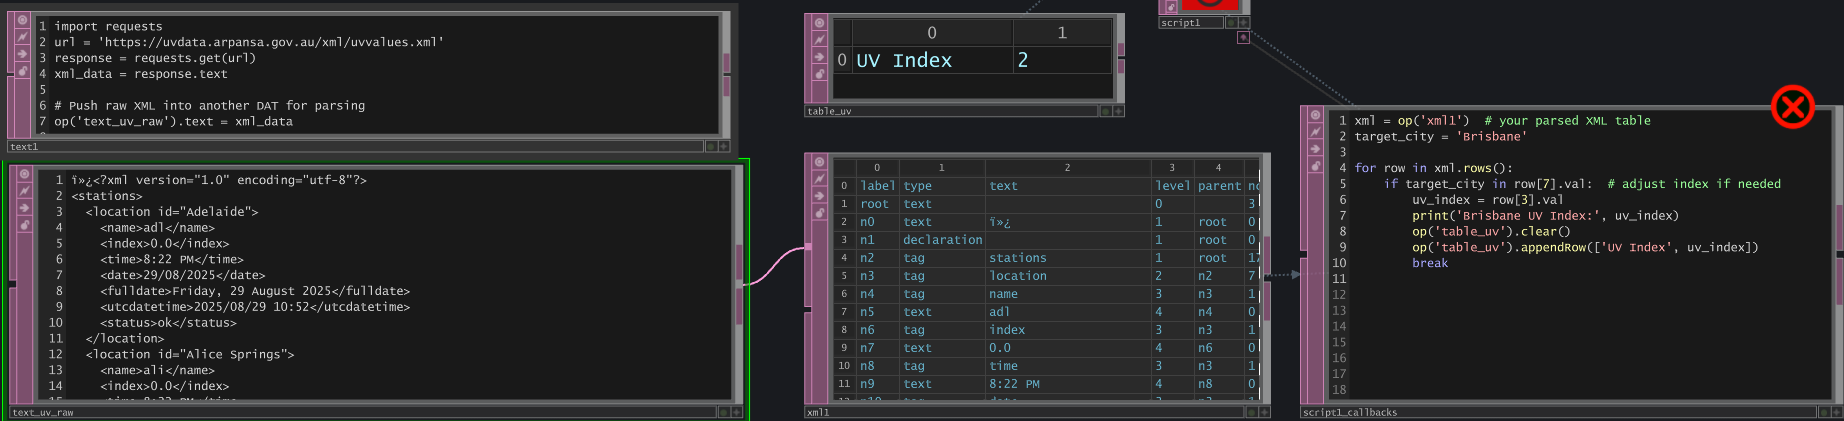 1 import requests
2 url = 'https://uvdata.arpansa.gov.au/xml/uvvalues.xml'
3 response = requests.get(url)
4 xml_data = response.text
5
6 # Push raw XML into another DAT for parsing
7 op('text_uv_raw').text = xml_data
text1
1 ï»¿<?xml version="1.0" encoding="utf-8"?>
2 <stations>
3 <location id="Adelaide">
4 <name>adl</name>
5 <index>0.0</index>
6 <time>8:22 PM</time>
7 <date>29/08/2025</date>
8 <fulldate>Friday, 29 August 2025</fulldate>
9 <utcdatetime>2025/08/29 10:52</utcdatetime>
10 <status>ok</status>
11 </location>
12 <location id="Alice Springs">
13 <name>ali</name>
14 <index>0.0</index>
text_uv_raw
0 1
0 UV Index 2
table_uv
0 1 2 3 4
0 label type text level parent
1 root text 0 3
2 n0 text ï»¿ 1 root 0
3 n1 declaration 1 root 0
4 n2 tag stations 1 root 17
5 n3 tag location 2 n2 7
6 n4 tag name 3 n3 1
7 n5 text adl 4 n4 0
8 n6 tag index 3 n3 1
9 n7 text 0.0 4 n6 0
10 n8 tag time 3 n3 1
11 n9 text 8:22 PM 4 n8 0
xml1
script1
1 xml = op('xml1') # your parsed XML table
2 target_city = 'Brisbane'
3
4 for row in xml.rows():
5 if target_city in row[7].val: # adjust index if needed
6 uv_index = row[3].val
7 print('Brisbane UV Index:', uv_index)
8 op('table_uv').clear()
9 op('table_uv').appendRow(['UV Index', uv_index])
10 break
11
12
13
14
15
16
17
18
script1_callbacks